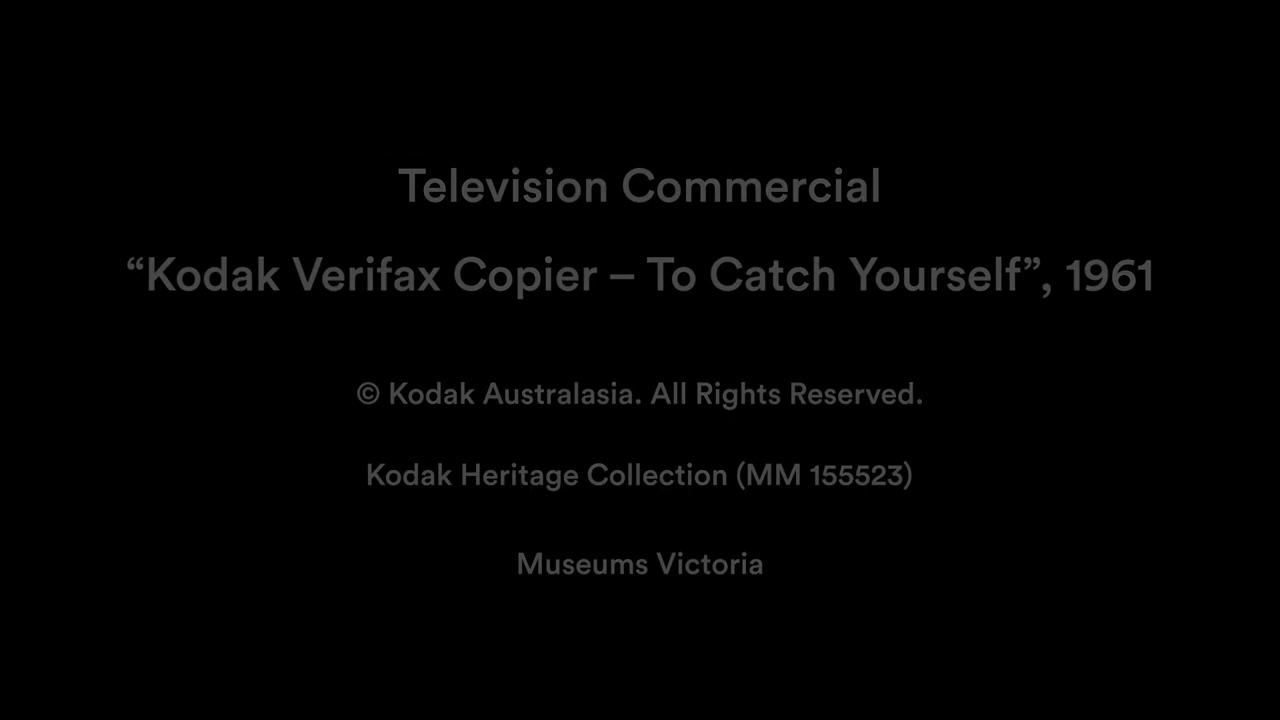 Television Commercial
“Kodak Verifax Copier – To Catch Yourself”, 1961
© Kodak Australasia. All Rights Reserved.
Kodak Heritage Collection (MM 155523)
Museums Victoria